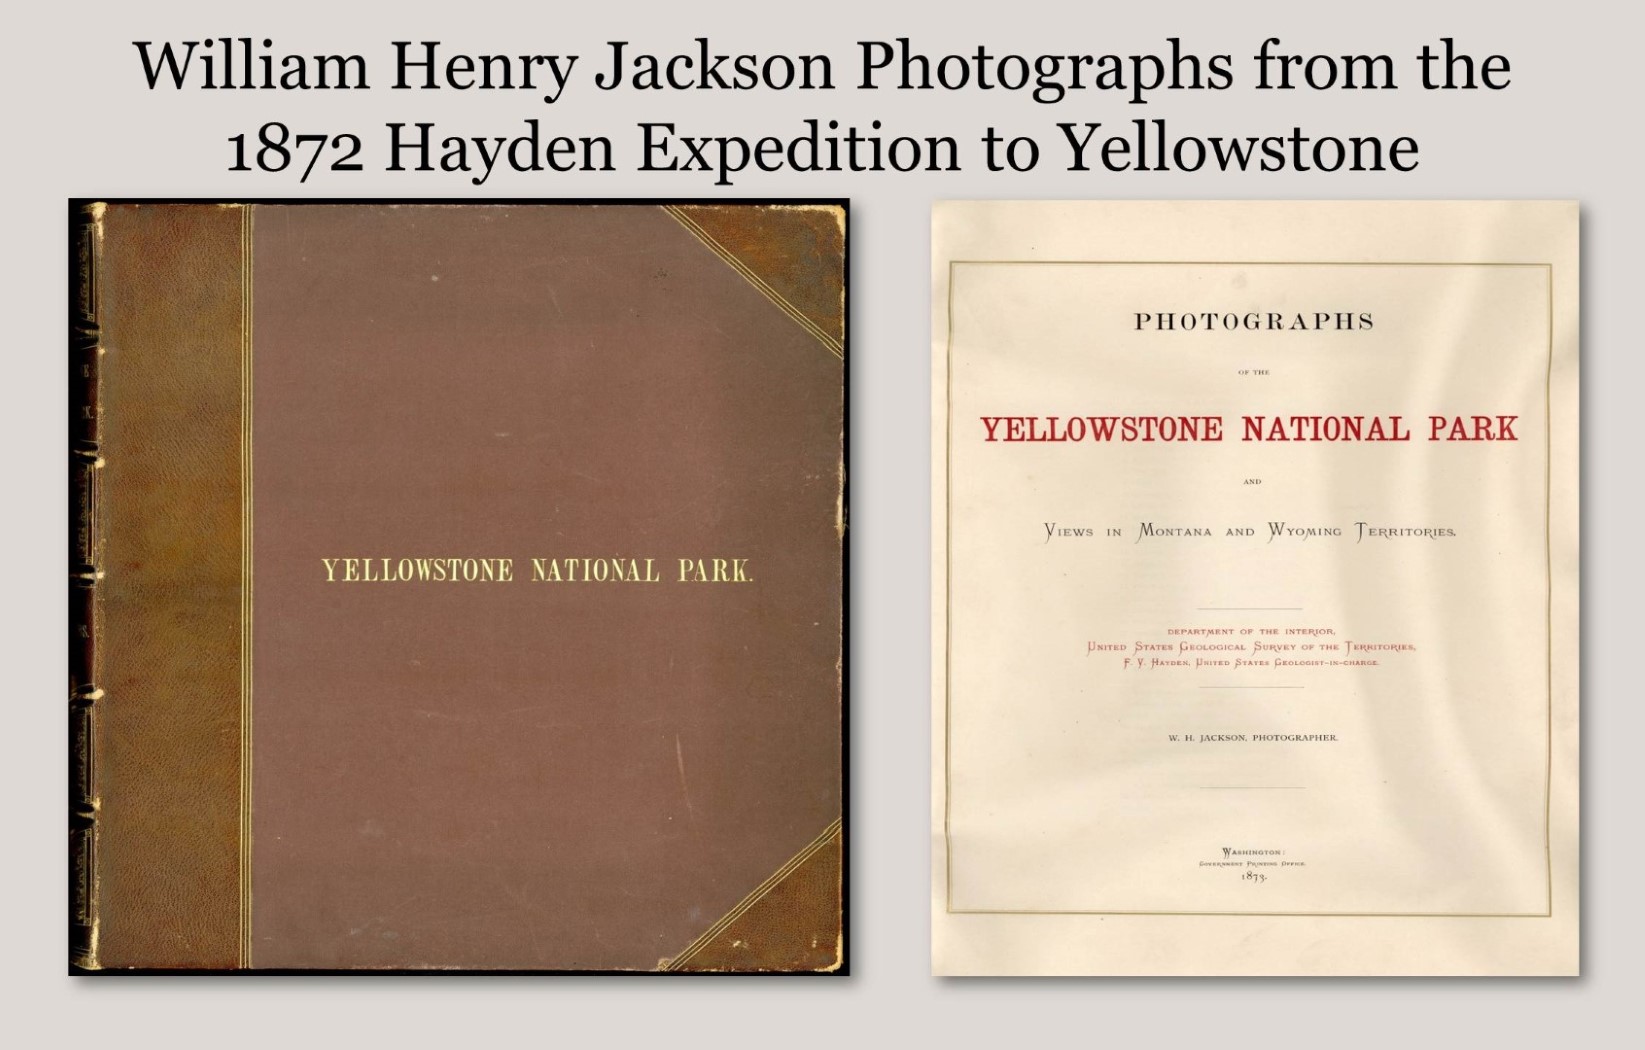 William Henry Jackson Photographs from the
1872 Hayden Expedition to Yellowstone
YELLOWSTONE NATIONAL PARK.
PHOTOGRAPHS
OF THE
YELLOWSTONE NATIONAL PARK
AND
VIEWS IN MONTANA AND WYOMING TERRITORIES.
DEPARTMENT OF THE INTERIOR,
UNITED STATES GEOLOGICAL SURVEY OF THE TERRITORIES,
F. V. HAYDEN, UNITED STATES GEOLOGIST-IN-CHARGE.
W. H. JACKSON, PHOTOGRAPHER.
WASHINGTON:
GOVERNMENT PRINTING OFFICE.
1873.